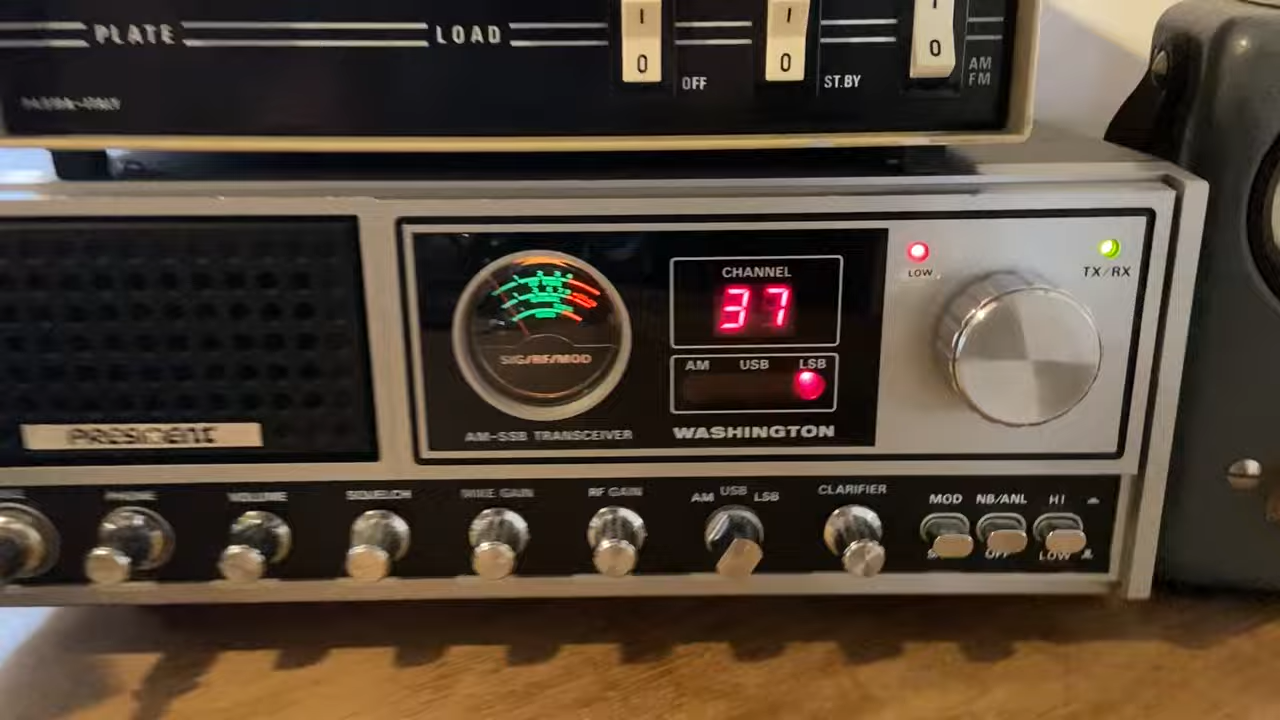 PLATE LOAD
I I I
0 0 0
OFF ST.BY AM
FM
LOW TX/RX
CHANNEL
37
AM USB LSB
SIG/RF/MOD
AM-SSB TRANSCEIVER WASHINGTON
PRESIDENT
PHONE VOLUME SQUELCH MIKE GAIN RF GAIN AM USB LSB CLARIFIER MOD NB/ANL HI
OFF LOW